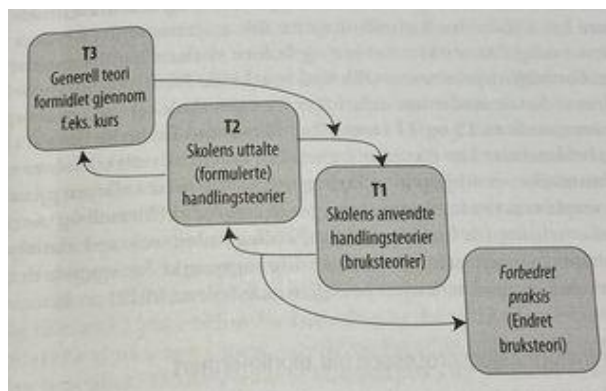 T3
Generell teori
formidlet gjennom
f.eks. kurs
T2
Skolens uttalte
(formulerte)
handlingsteorier
T1
Skolens anvendte
handlingsteorier
(bruksteorier)
Forbedret
praksis
(Endret
bruksteori)